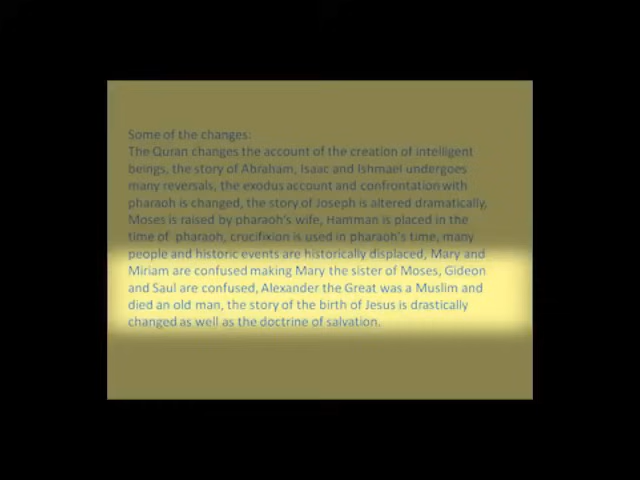 Some of the changes:
The Quran changes the account of the creation of intelligent
beings, the story of Abraham, Isaac and Ishmael undergoes
many reversals, the exodus account and confrontation with
pharaoh is changed, the story of Joseph is altered dramatically,
Moses is raised by pharaoh's wife, Hamman is placed in the
time of pharaoh, crucifixion is used in pharaoh's time, many
people and historic events are historically displaced, Mary and
Miriam are confused making Mary the sister of Moses, Gideon
and Saul are confused, Alexander the Great was a Muslim and
died an old man, the story of the birth of Jesus is drastically
changed as well as the doctrine of salvation.